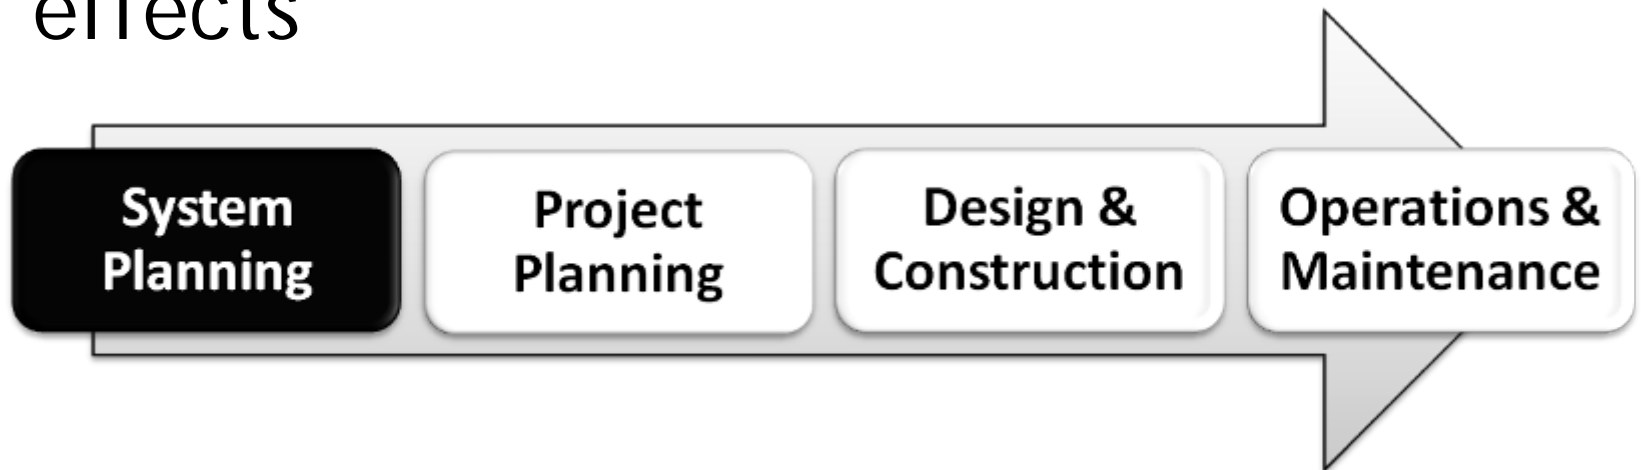 effects
System
Planning
Project
Planning
Design &
Construction
Operations &
Maintenance